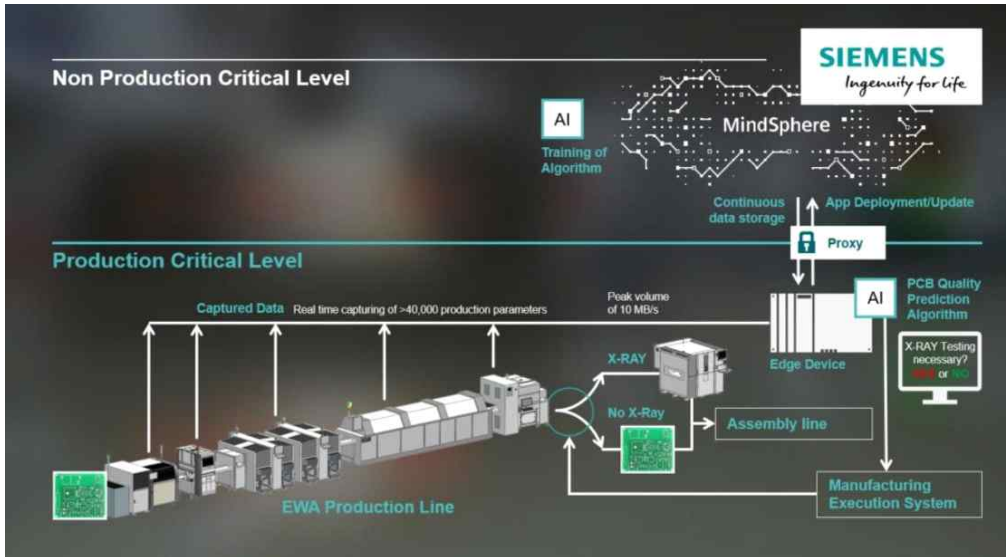 SIEMENS
Ingenuity for life
Non Production Critical Level
AI
Training of
Algorithm
MindSphere
Continuous
data storage
App Deployment/Update
Proxy
Production Critical Level
Captured Data
Real time capturing of >40,000 production parameters
Peak volume
of 10 MB/s
AI
PCB Quality
Prediction
Algorithm
Edge Device
X-RAY Testing
necessary?
YES or NO
X-RAY
No X-Ray
Assembly line
EWA Production Line
Manufacturing
Execution System